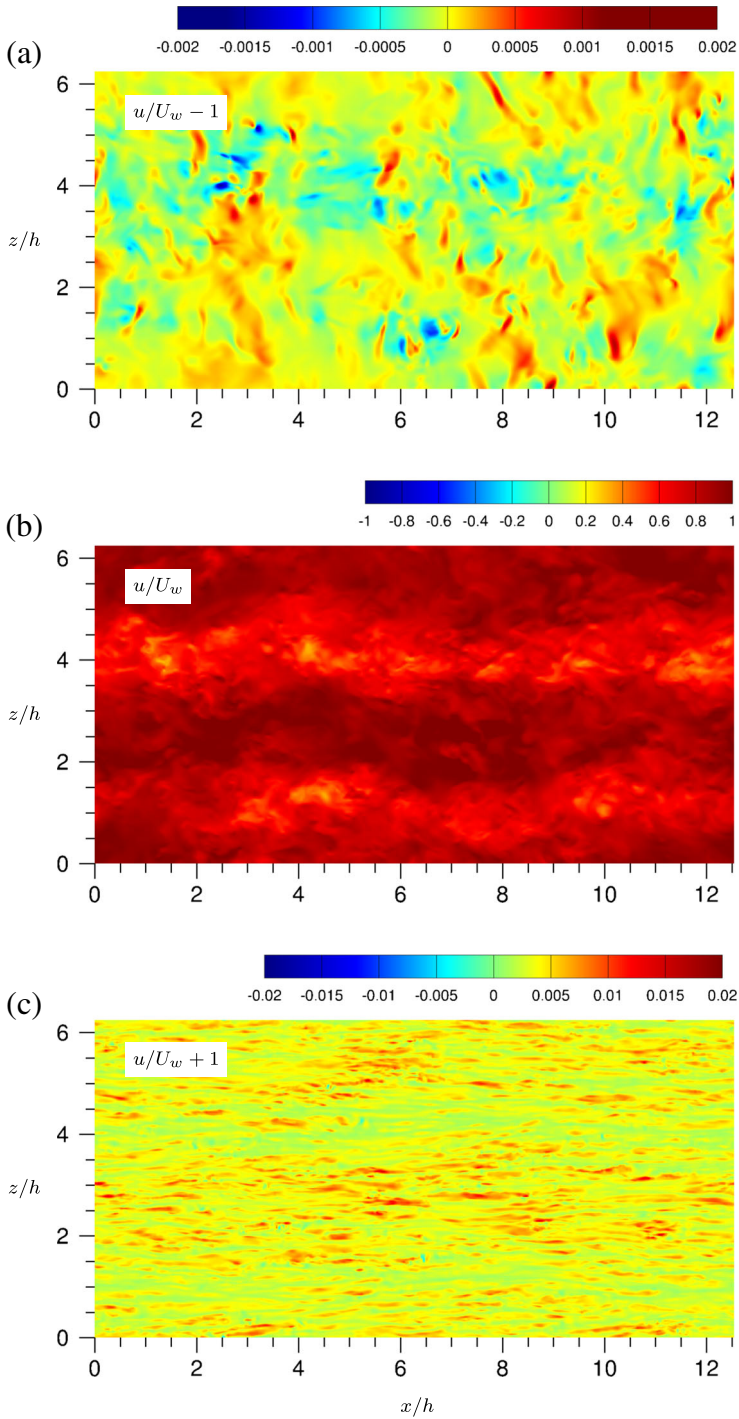 -0.002 -0.0015 -0.001 -0.0005 0 0.0005 0.001 0.0015 0.002
(a)
u/U_w − 1
z/h
6
4
2
0
0 2 4 6 8 10 12
-1 -0.8 -0.6 -0.4 -0.2 0 0.2 0.4 0.6 0.8 1
(b)
u/U_w
z/h
6
4
2
0
0 2 4 6 8 10 12
-0.02 -0.015 -0.01 -0.005 0 0.005 0.01 0.015 0.02
(c)
u/U_w + 1
z/h
6
4
2
0
0 2 4 6 8 10 12
x/h